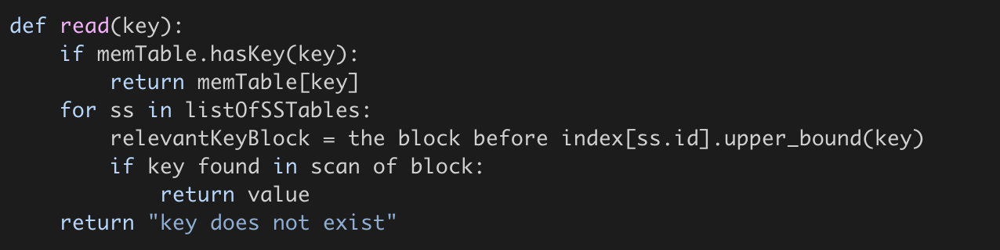 def read(key):
    if memTable.hasKey(key):
        return memTable[key]
    for ss in listOfSSTables:
        relevantKeyBlock = the block before index[ss.id].upper_bound(key)
        if key found in scan of block:
            return value
    return "key does not exist"